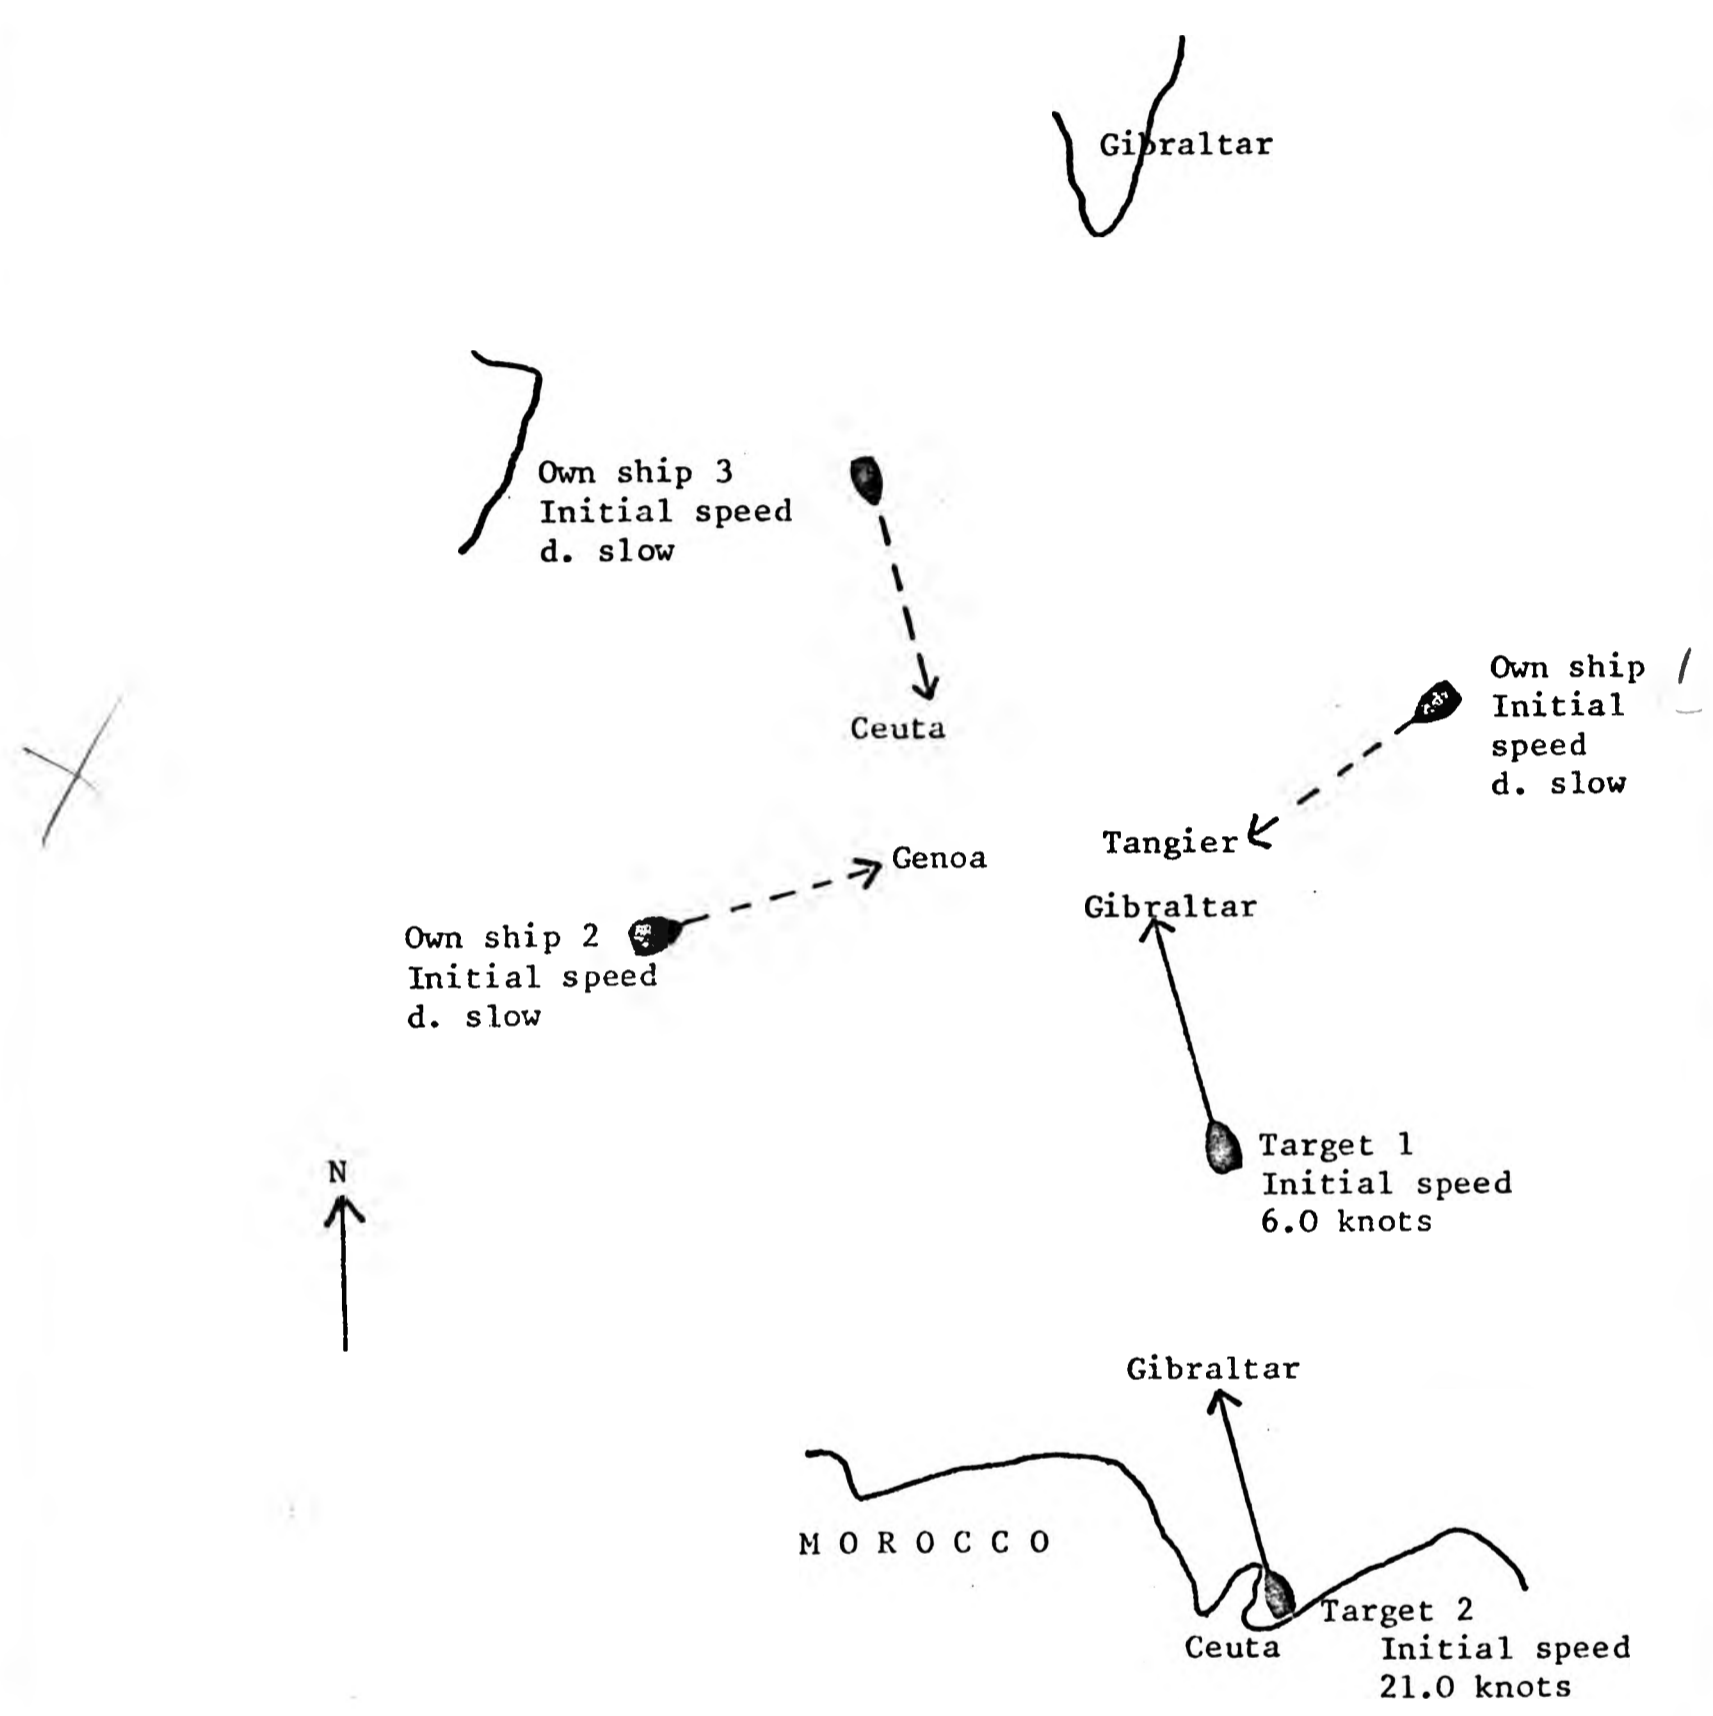 Gibraltar
Own ship 3
Initial speed
d. slow
Ceuta
Own ship 1
Initial
speed
d. slow
Tangier
Genoa
Gibraltar
Own ship 2
Initial speed
d. slow
Target 1
Initial speed
6.0 knots
N
Gibraltar
M O R O C C O
Target 2
Ceuta
Initial speed
21.0 knots